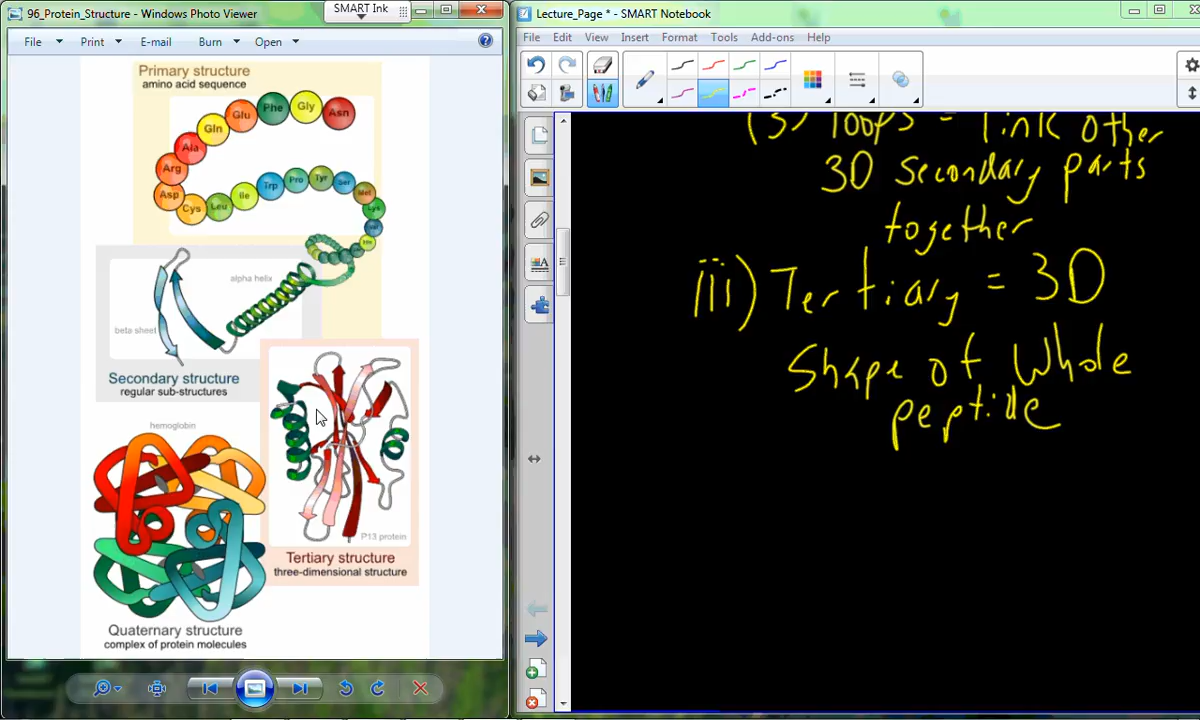 96_Protein_Structure - Windows Photo Viewer
SMART Ink
File Print E-mail Burn Open
Primary structure
amino acid sequence
Asn
Gly
Phe
Glu
Gln
Ala
Arg
Asp
Cys
Leu
Ile
Trp
Pro
Tyr
Ser
Met
Lys
alpha helix
beta sheet
Secondary structure
regular sub-structures
hemoglobin
P13 protein
Tertiary structure
three-dimensional structure
Quaternary structure
complex of protein molecules
Lecture_Page * - SMART Notebook
File Edit View Insert Format Tools Add-ons Help
(3) loops = link other
3D secondary parts
together
iii) Tertiary = 3D
Shape of Whole
peptide